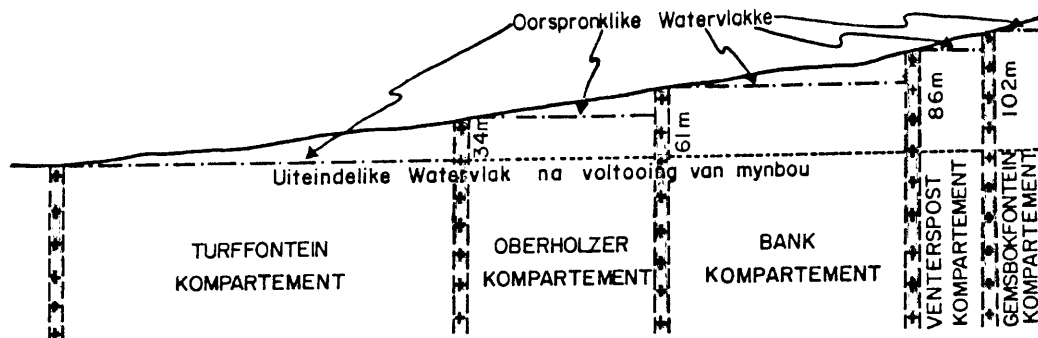 Oorspronklike Watervlakke
34m
61m
86m
102m
Uiteindelike Watervlak na voltooing van mynbou
TURFFONTEIN
KOMPARTEMENT
OBERHOLZER
KOMPARTEMENT
BANK
KOMPARTEMENT
VENTERSPOST
KOMPARTEMENT
GEMSBOKFONTEIN
KOMPARTEMENT